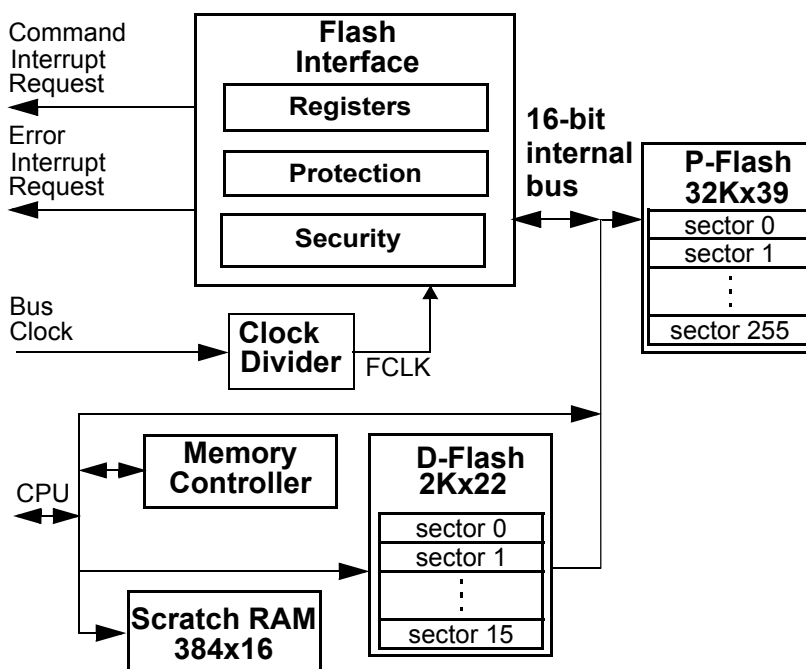 Command
Interrupt
Request
Error
Interrupt
Request
Flash
Interface
Registers
Protection
Security
16-bit
internal
bus
P-Flash
32Kx39
sector 0
sector 1
sector 255
Bus
Clock
Clock
Divider
FCLK
CPU
Memory
Controller
D-Flash
2Kx22
sector 0
sector 1
sector 15
Scratch RAM
384x16